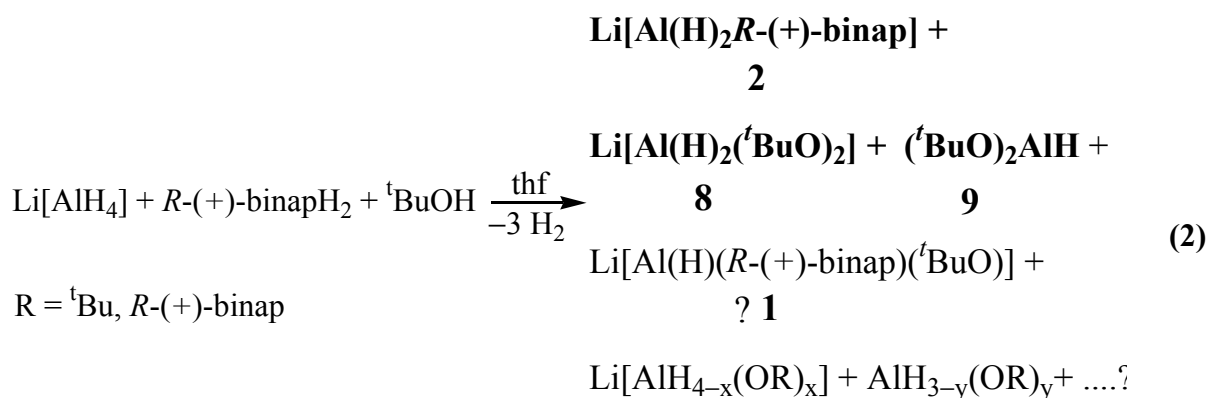 Li[Al(H)₂R-(+)-binap] +
2
Li[Al(H)₂(ᵗBuO)₂] + (ᵗBuO)₂AlH +
8 9
Li[AlH₄] + R-(+)-binapH₂ + ᵗBuOH thf −3 H₂
(2)
Li[Al(H)(R-(+)-binap)(ᵗBuO)] +
? 1
R = ᵗBu, R-(+)-binap
Li[AlH₄₋ₓ(OR)ₓ] + AlH₃₋y(OR)y+ ....?